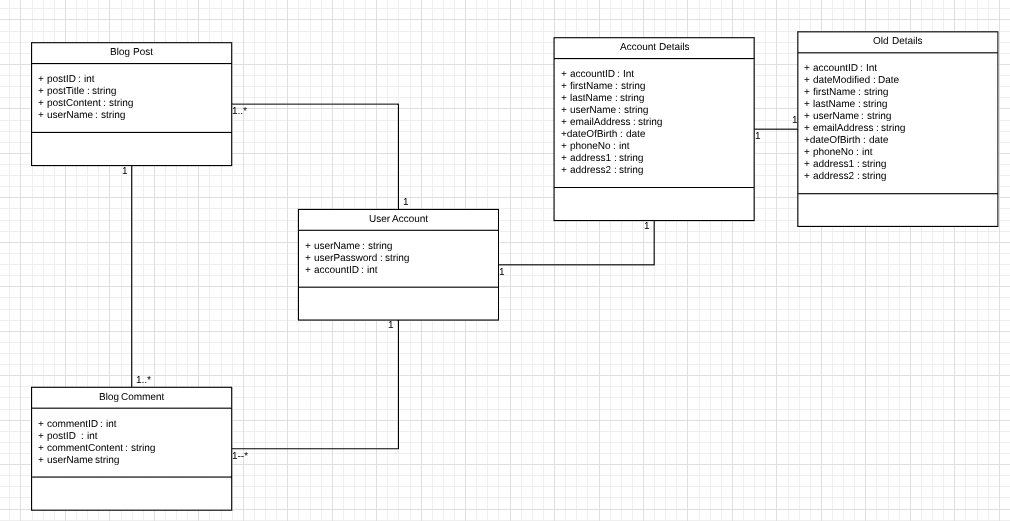 Blog Post
+ postID : int
+ postTitle : string
+ postContent : string
+ userName : string
1..*
1
1
User Account
+ userName : string
+ userPassword : string
+ accountID : int
1
1
Account Details
+ accountID : Int
+ firstName : string
+ lastName : string
+ userName : string
+ emailAddress : string
+dateOfBirth : date
+ phoneNo : int
+ address1 : string
+ address2 : string
1
1
1
Old Details
+ accountID : Int
+ dateModified : Date
+ firstName : string
+ lastName : string
+ userName : string
+ emailAddress : string
+dateOfBirth : date
+ phoneNo : int
+ address1 : string
+ address2 : string
1..*
Blog Comment
+ commentID : int
+ postID : int
+ commentContent : string
+ userName string
1--*